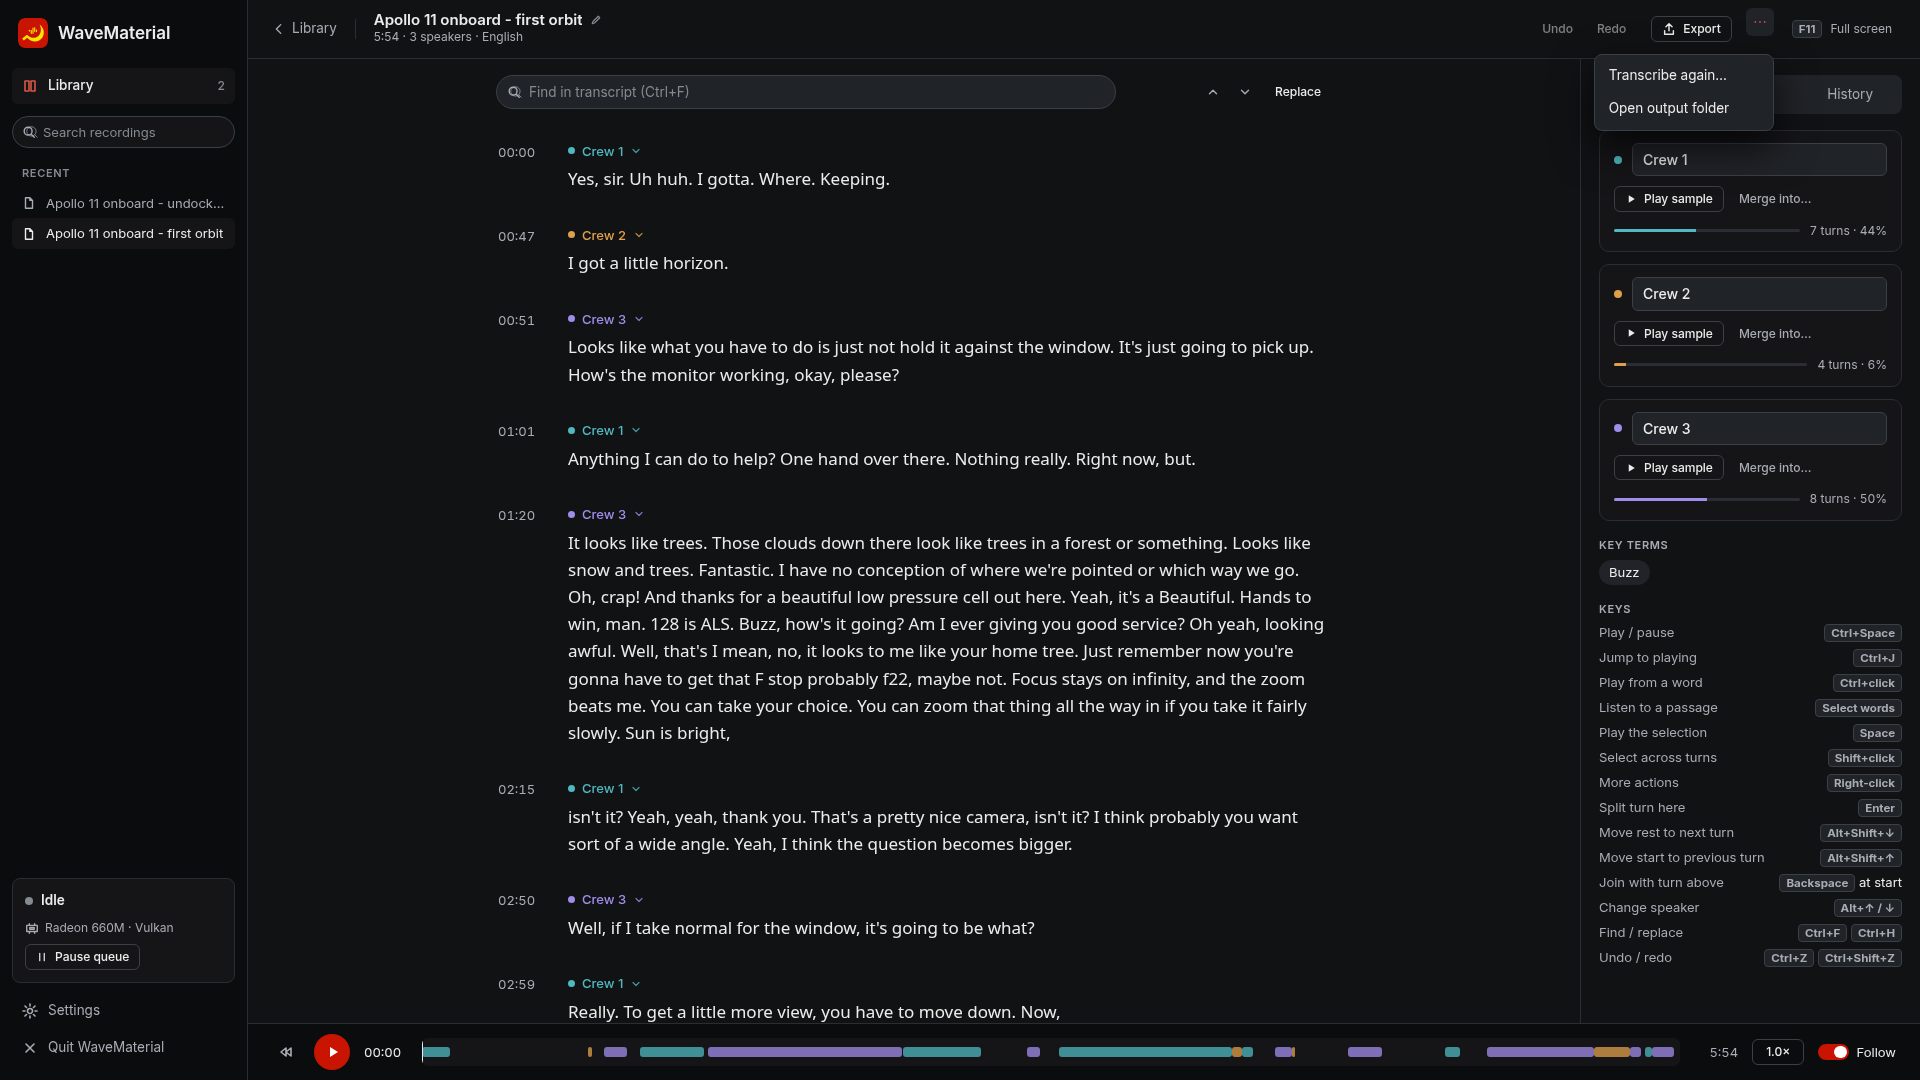 WaveMaterial
Library 2
Search recordings
RECENT
Apollo 11 onboard - undock...
Apollo 11 onboard - first orbit
Idle
Radeon 660M · Vulkan
Pause queue
Settings
Quit WaveMaterial
Library
Apollo 11 onboard - first orbit
5:54 · 3 speakers · English
Undo
Redo
Export
...
F11 Full screen
Transcribe again...
Open output folder
History
Find in transcript (Ctrl+F)
Replace
00:00 Crew 1
Yes, sir. Uh huh. I gotta. Where. Keeping.
00:47 Crew 2
I got a little horizon.
00:51 Crew 3
Looks like what you have to do is just not hold it against the window. It's just going to pick up.
How's the monitor working, okay, please?
01:01 Crew 1
Anything I can do to help? One hand over there. Nothing really. Right now, but.
01:20 Crew 3
It looks like trees. Those clouds down there look like trees in a forest or something. Looks like
snow and trees. Fantastic. I have no conception of where we're pointed or which way we go.
Oh, crap! And thanks for a beautiful low pressure cell out here. Yeah, it's a Beautiful. Hands to
win, man. 128 is ALS. Buzz, how's it going? Am I ever giving you good service? Oh yeah, looking
awful. Well, that's I mean, no, it looks to me like your home tree. Just remember now you're
gonna have to get that F stop probably f22, maybe not. Focus stays on infinity, and the zoom
beats me. You can take your choice. You can zoom that thing all the way in if you take it fairly
slowly. Sun is bright,
02:15 Crew 1
isn't it? Yeah, yeah, thank you. That's a pretty nice camera, isn't it? I think probably you want
sort of a wide angle. Yeah, I think the question becomes bigger.
02:50 Crew 3
Well, if I take normal for the window, it's going to be what?
02:59 Crew 1
Really. To get a little more view, you have to move down. Now,
Crew 1
Play sample Merge into...
7 turns · 44%
Crew 2
Play sample Merge into...
4 turns · 6%
Crew 3
Play sample Merge into...
8 turns · 50%
KEY TERMS
Buzz
KEYS
Play / pause Ctrl+Space
Jump to playing Ctrl+J
Play from a word Ctrl+click
Listen to a passage Select words
Play the selection Space
Select across turns Shift+click
More actions Right-click
Split turn here Enter
Move rest to next turn Alt+Shift+↓
Move start to previous turn Alt+Shift+↑
Join with turn above Backspace at start
Change speaker Alt+↑ / ↓
Find / replace Ctrl+F Ctrl+H
Undo / redo Ctrl+Z Ctrl+Shift+Z
00:00
5:54
1.0×
Follow